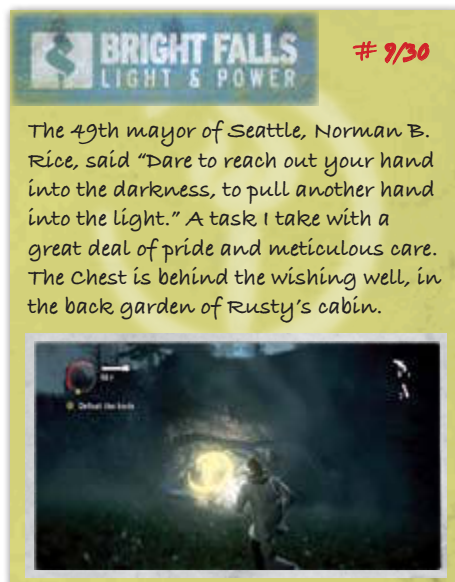 BRIGHT FALLS
LIGHT & POWER
# 9/30
The 49th mayor of Seattle, Norman B.
Rice, said “Dare to reach out your hand
into the darkness, to pull another hand
into the light.” A task I take with a
great deal of pride and meticulous care.
The Chest is behind the wishing well, in
the back garden of Rusty’s cabin.